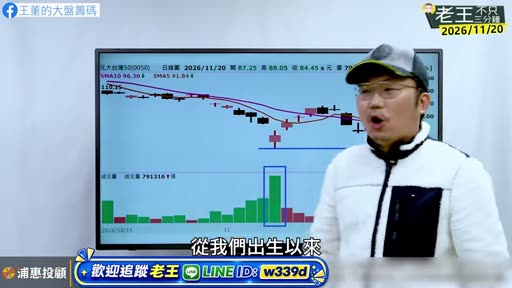 王董的大盤籌碼
老王不只三分鐘
2026/11/20
元大台灣50(0050) 日線圖 2026/11/20 開 87.25 高 88.05 收 84.45 s 元 量
SMA10 96.30↓ SMA5 91.84↓
110.15
成交量 791316↑張
2026/10/15
11
從我們出生以來
浦惠投顧
歡迎追蹤 老王 LINE ID: w339d